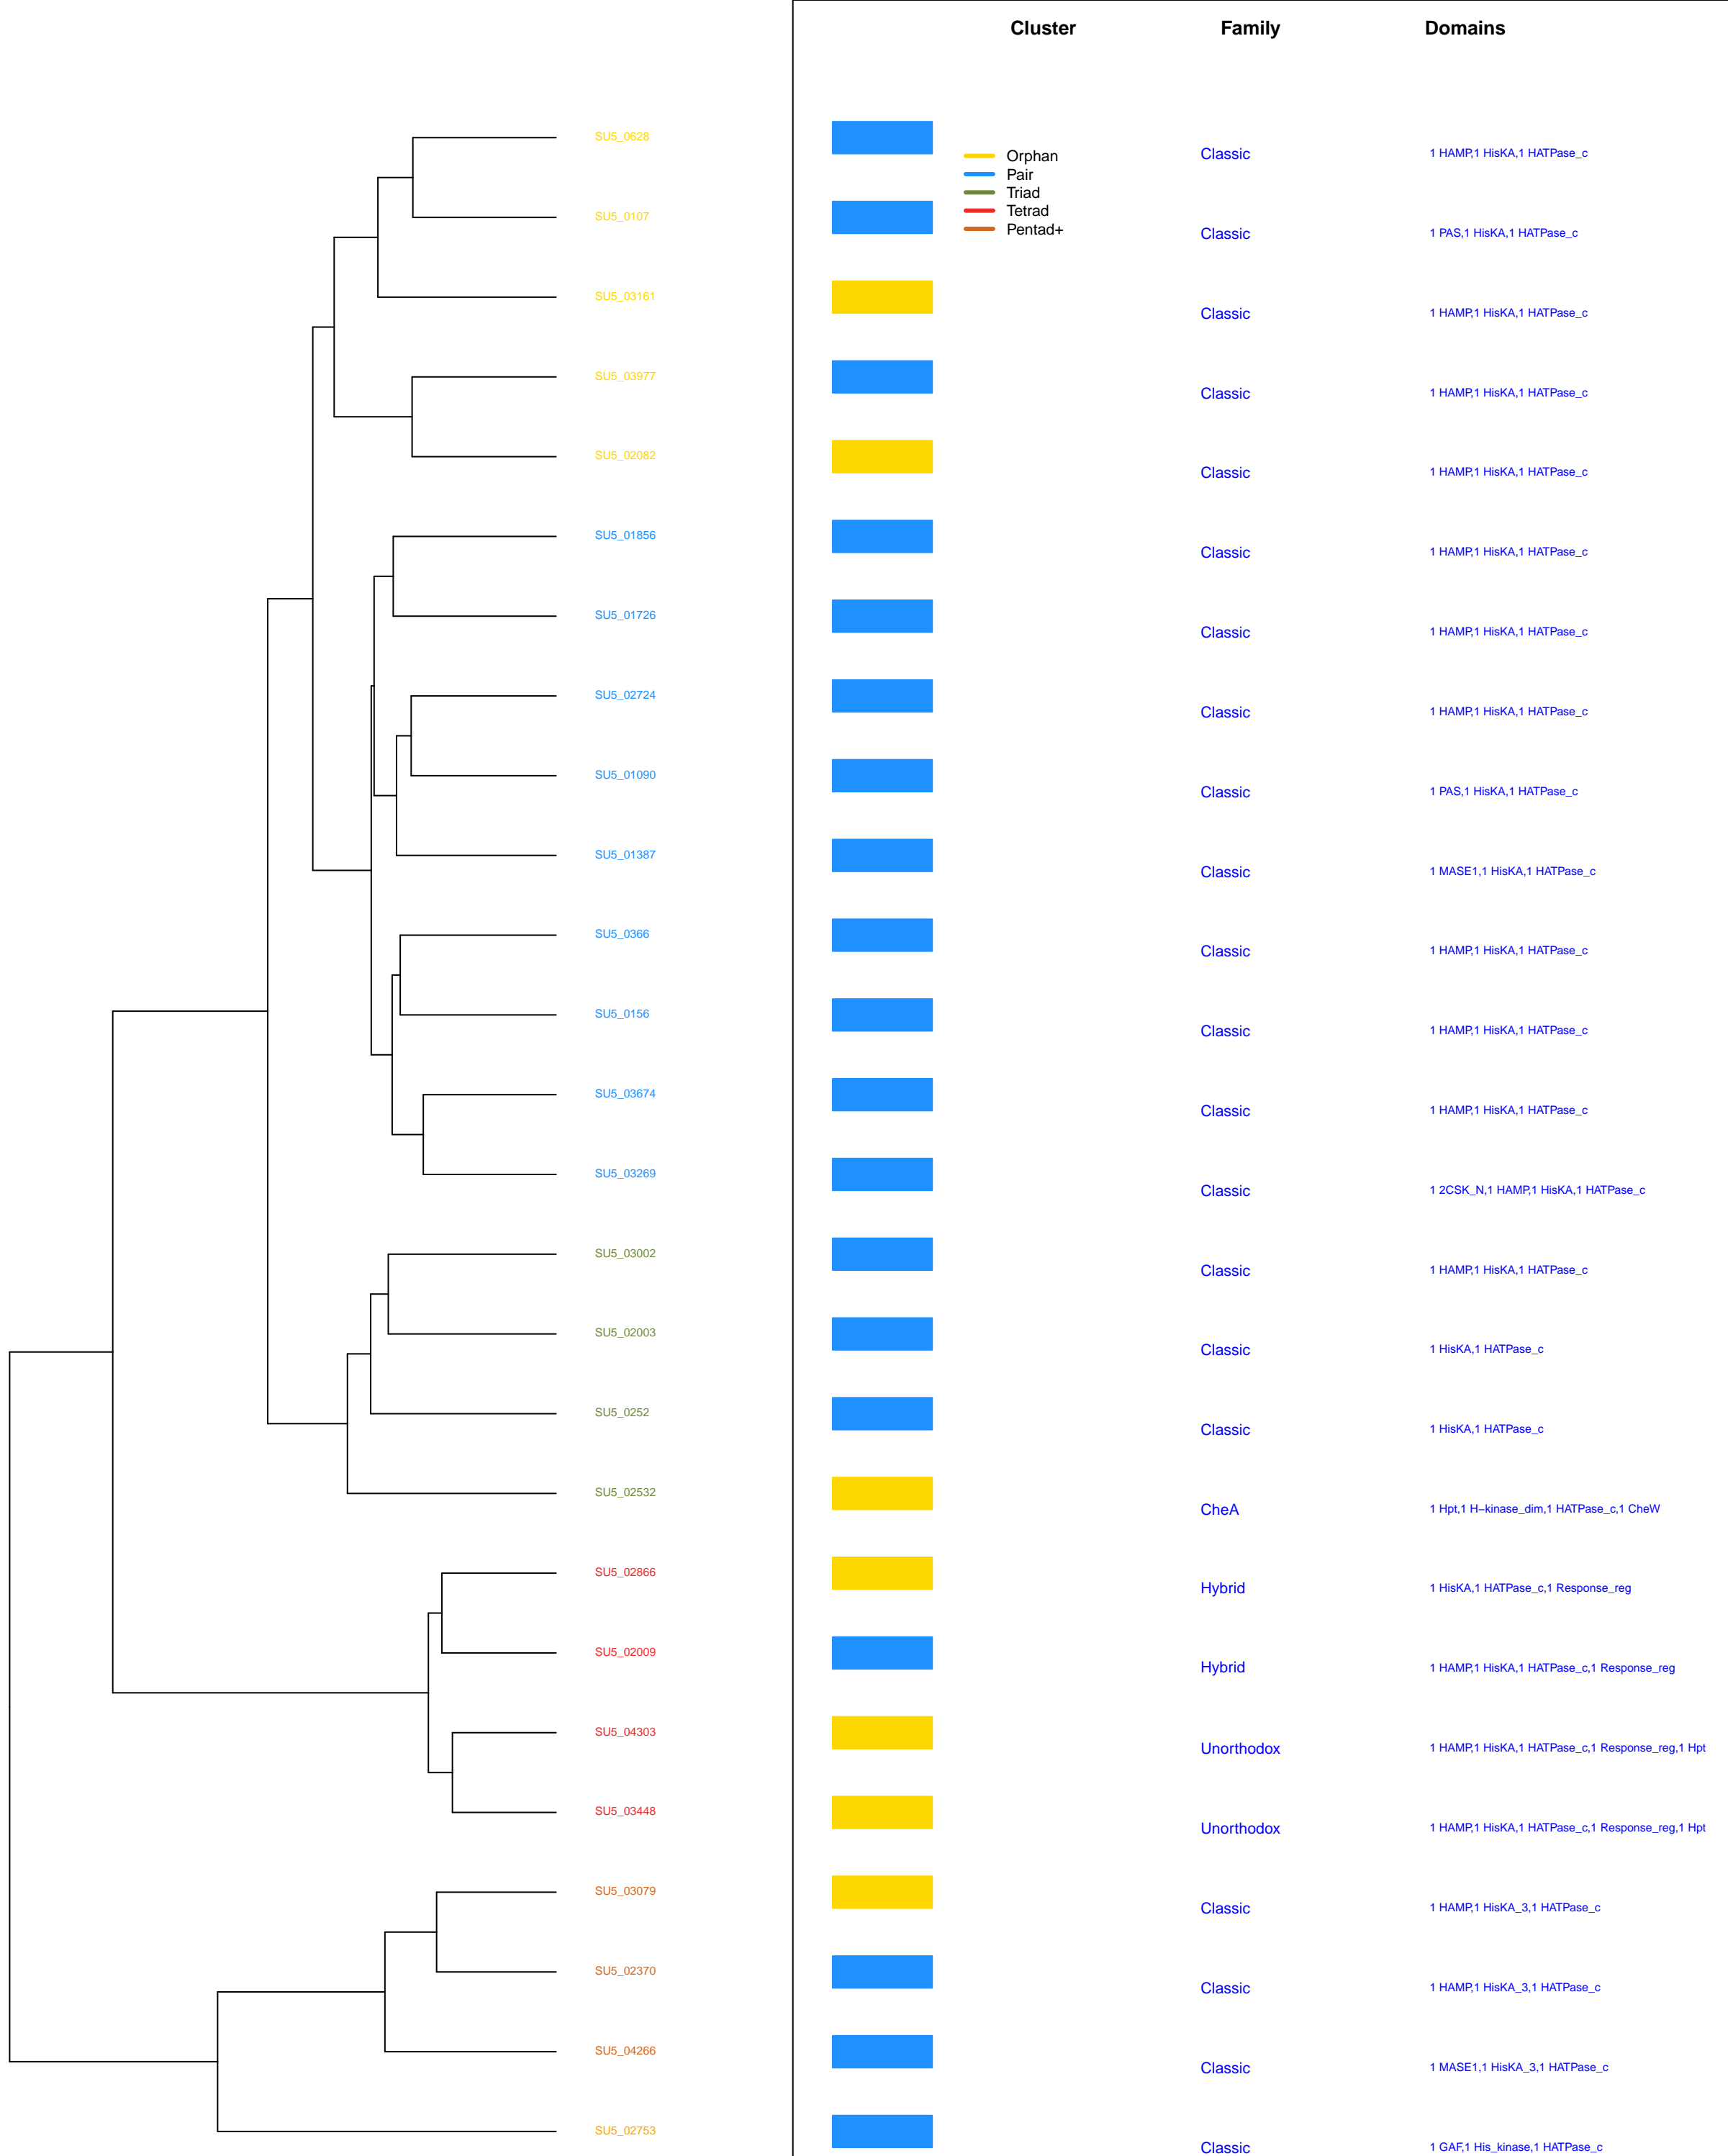 Cluster Family Domains
SU5_0628 Classic 1 HAMP,1 HisKA,1 HATPase_c
Orphan
Pair
Triad
Tetrad
Pentad+
SU5_0107 Classic 1 PAS,1 HisKA,1 HATPase_c
SU5_03161 Classic 1 HAMP,1 HisKA,1 HATPase_c
SU5_03977 Classic 1 HAMP,1 HisKA,1 HATPase_c
SU5_02082 Classic 1 HAMP,1 HisKA,1 HATPase_c
SU5_01856 Classic 1 HAMP,1 HisKA,1 HATPase_c
SU5_01726 Classic 1 HAMP,1 HisKA,1 HATPase_c
SU5_02724 Classic 1 HAMP,1 HisKA,1 HATPase_c
SU5_01090 Classic 1 PAS,1 HisKA,1 HATPase_c
SU5_01387 Classic 1 MASE1,1 HisKA,1 HATPase_c
SU5_0366 Classic 1 HAMP,1 HisKA,1 HATPase_c
SU5_0156 Classic 1 HAMP,1 HisKA,1 HATPase_c
SU5_03674 Classic 1 HAMP,1 HisKA,1 HATPase_c
SU5_03269 Classic 1 2CSK_N,1 HAMP,1 HisKA,1 HATPase_c
SU5_03002 Classic 1 HAMP,1 HisKA,1 HATPase_c
SU5_02003 Classic 1 HisKA,1 HATPase_c
SU5_0252 Classic 1 HisKA,1 HATPase_c
SU5_02532 CheA 1 Hpt,1 H−kinase_dim,1 HATPase_c,1 CheW
SU5_02866 Hybrid 1 HisKA,1 HATPase_c,1 Response_reg
SU5_02009 Hybrid 1 HAMP,1 HisKA,1 HATPase_c,1 Response_reg
SU5_04303 Unorthodox 1 HAMP,1 HisKA,1 HATPase_c,1 Response_reg,1 Hpt
SU5_03448 Unorthodox 1 HAMP,1 HisKA,1 HATPase_c,1 Response_reg,1 Hpt
SU5_03079 Classic 1 HAMP,1 HisKA_3,1 HATPase_c
SU5_02370 Classic 1 HAMP,1 HisKA_3,1 HATPase_c
SU5_04266 Classic 1 MASE1,1 HisKA_3,1 HATPase_c
SU5_02753 Classic 1 GAF,1 His_kinase,1 HATPase_c